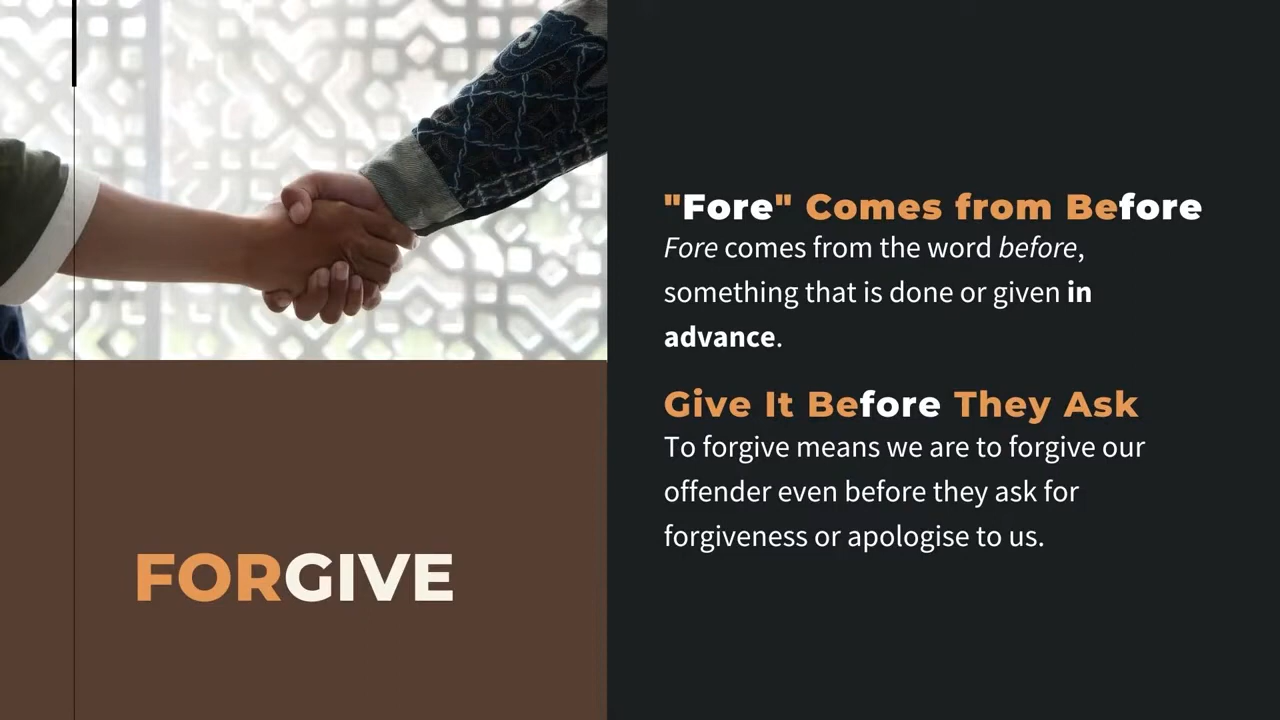 FORGIVE
"Fore" Comes from Before
Fore comes from the word before,
something that is done or given in
advance.
Give It Before They Ask
To forgive means we are to forgive our
offender even before they ask for
forgiveness or apologise to us.